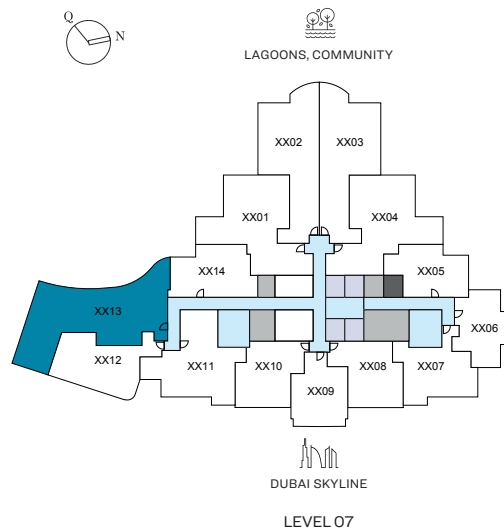 Q
N
LAGOONS, COMMUNITY
XX02
XX03
XX01
XX04
XX14
XX05
XX13
XX06
XX12
XX11
XX10
XX08
XX07
XX09
DUBAI SKYLINE
LEVEL 07